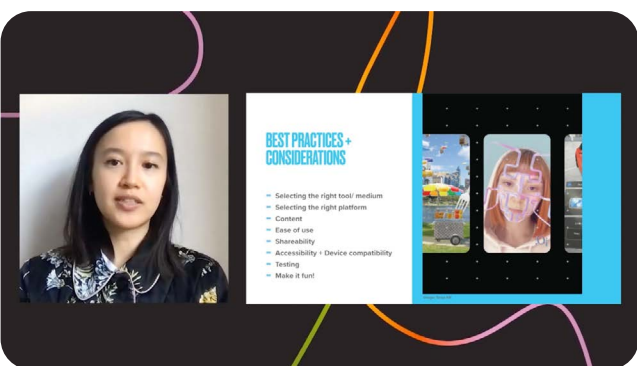 BEST PRACTICES +
CONSIDERATIONS
Selecting the right tool/ medium
Selecting the right platform
Content
Ease of use
Shareability
Accessibility + Device compatibility
Testing
Make it fun!